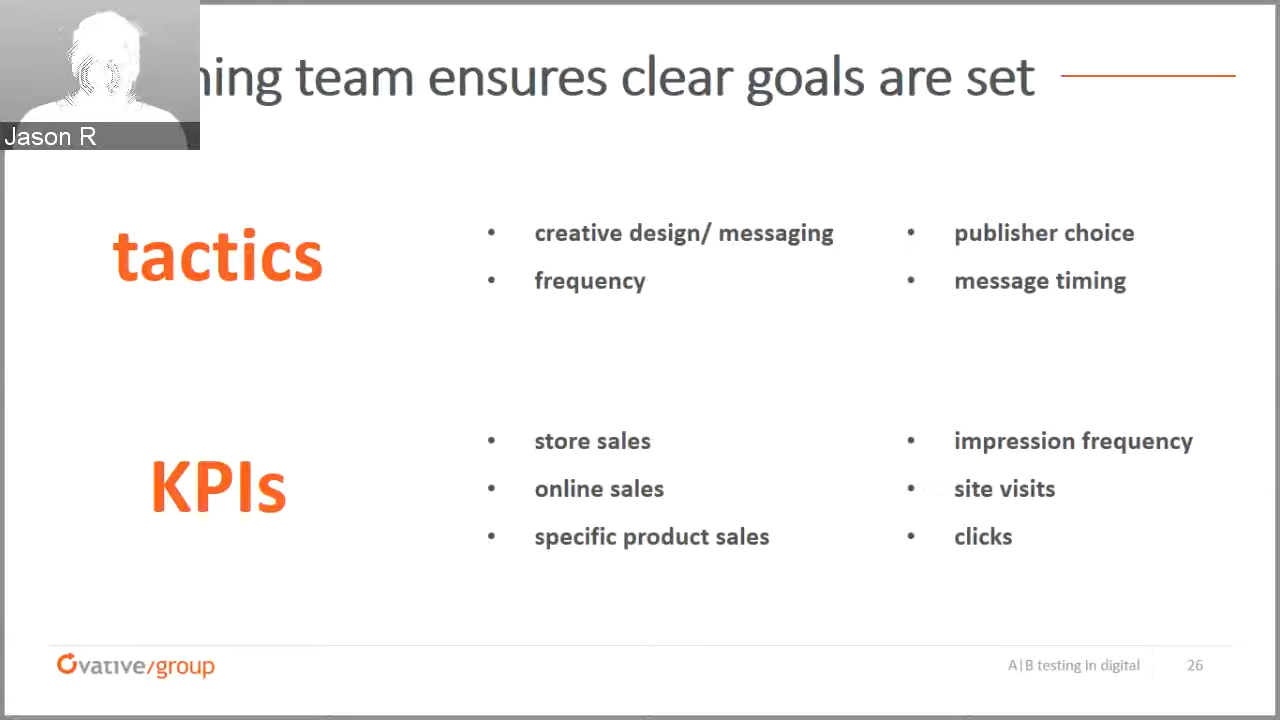 ning team ensures clear goals are set
Jason R
tactics
• creative design/ messaging
• frequency
• publisher choice
• message timing
KPIs
• store sales
• online sales
• specific product sales
• impression frequency
• site visits
• clicks
Ovative/group
A|B testing in digital
26